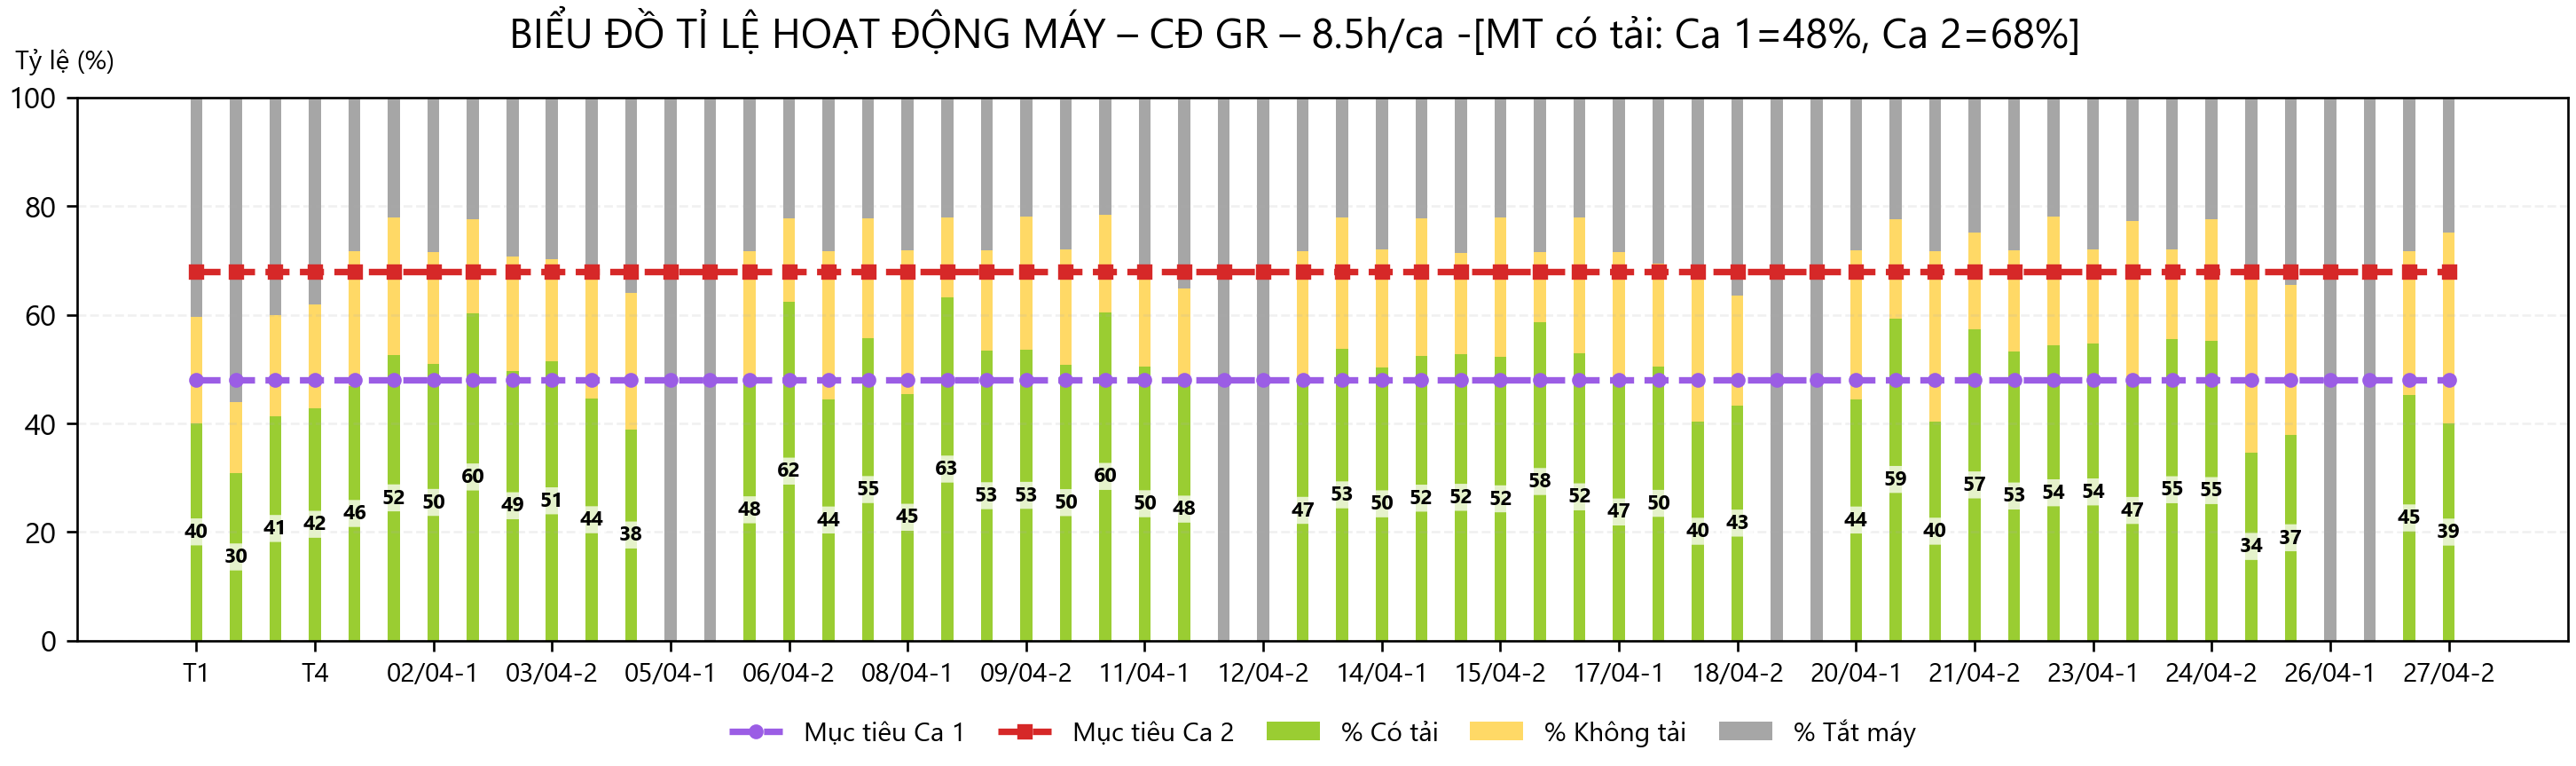 BIỂU ĐỒ TỈ LỆ HOẠT ĐỘNG MÁY – CĐ GR – 8.5h/ca -[MT có tải: Ca 1=48%, Ca 2=68%]
Tỷ lệ (%)
100
80
60
40
20
0
40 30 41 42 46 52 50 60 49 51 44 38 48 62 44 55 45 63 53 53 50 60 50 48 47 53 50 52 52 52 58 52 47 50 40 43 44 59 40 57 53 54 54 47 55 55 34 37 45 39
T1 T4 02/04-1 03/04-2 05/04-1 06/04-2 08/04-1 09/04-2 11/04-1 12/04-2 14/04-1 15/04-2 17/04-1 18/04-2 20/04-1 21/04-2 23/04-1 24/04-2 26/04-1 27/04-2
Mục tiêu Ca 1 Mục tiêu Ca 2 % Có tải % Không tải % Tắt máy